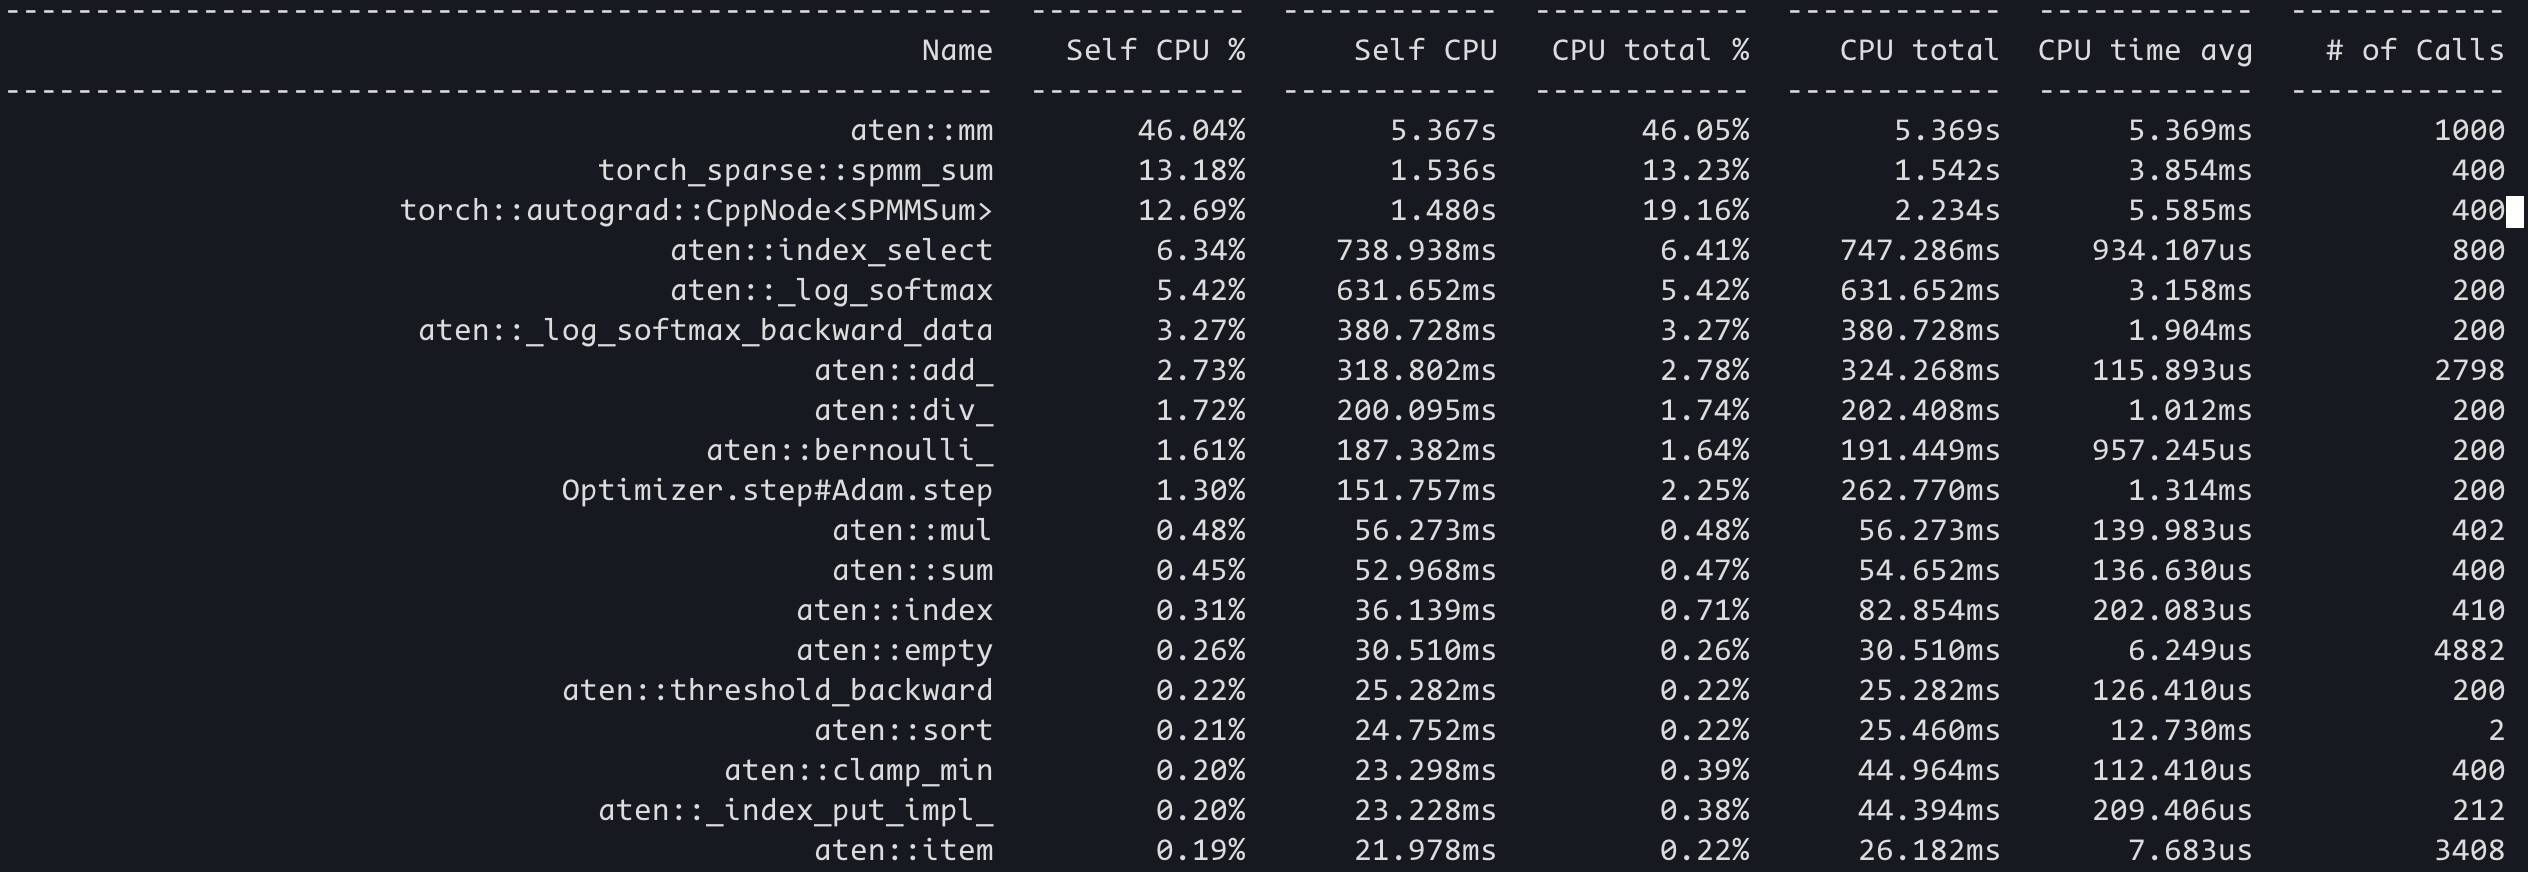 -------------------------------------------------------  ------------  ------------  ------------  ------------  ------------  ------------
Name    Self CPU %      Self CPU   CPU total %     CPU total  CPU time avg    # of Calls
-------------------------------------------------------  ------------  ------------  ------------  ------------  ------------  ------------
aten::mm        46.04%        5.367s        46.05%        5.369s       5.369ms          1000
torch_sparse::spmm_sum        13.18%        1.536s        13.23%        1.542s       3.854ms           400
torch::autograd::CppNode<SPMMSum>        12.69%        1.480s        19.16%        2.234s       5.585ms           400
aten::index_select         6.34%     738.938ms         6.41%     747.286ms     934.107us           800
aten::_log_softmax         5.42%     631.652ms         5.42%     631.652ms       3.158ms           200
aten::_log_softmax_backward_data         3.27%     380.728ms         3.27%     380.728ms       1.904ms           200
aten::add_         2.73%     318.802ms         2.78%     324.268ms     115.893us          2798
aten::div_         1.72%     200.095ms         1.74%     202.408ms       1.012ms           200
aten::bernoulli_         1.61%     187.382ms         1.64%     191.449ms     957.245us           200
Optimizer.step#Adam.step         1.30%     151.757ms         2.25%     262.770ms       1.314ms           200
aten::mul         0.48%      56.273ms         0.48%      56.273ms     139.983us           402
aten::sum         0.45%      52.968ms         0.47%      54.652ms     136.630us           400
aten::index         0.31%      36.139ms         0.71%      82.854ms     202.083us           410
aten::empty         0.26%      30.510ms         0.26%      30.510ms       6.249us          4882
aten::threshold_backward         0.22%      25.282ms         0.22%      25.282ms     126.410us           200
aten::sort         0.21%      24.752ms         0.22%      25.460ms      12.730ms             2
aten::clamp_min         0.20%      23.298ms         0.39%      44.964ms     112.410us           400
aten::_index_put_impl_         0.20%      23.228ms         0.38%      44.394ms     209.406us           212
aten::item         0.19%      21.978ms         0.22%      26.182ms       7.683us          3408